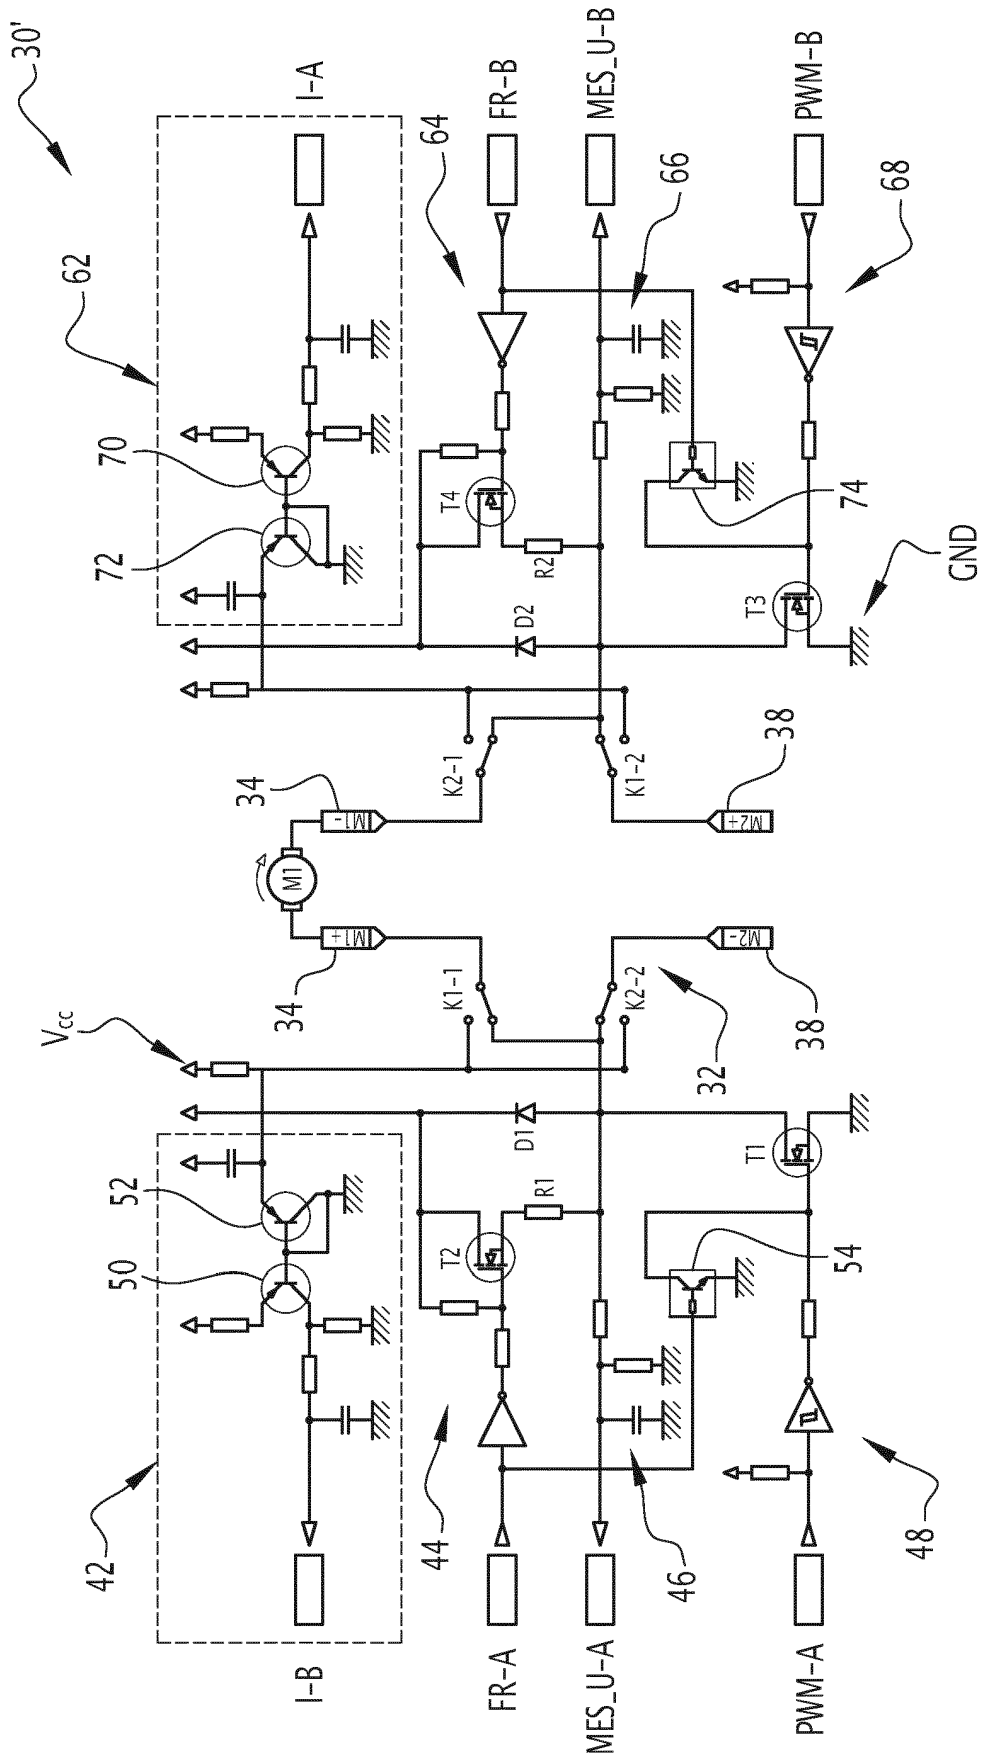 30'
I-A
FR-B
MES_U-B
PWM-B
62
64
66
68
70
72
T4
R2
74
D2
T3
GND
34
M1-
K2-1
K1-2
M2+
38
M1
34
M1+
K1-1
K2-2
M2-
38
32
Vcc
52
50
D1
T1
R1
T2
54
42
44
46
48
I-B
FR-A
MES_U-A
PWM-A